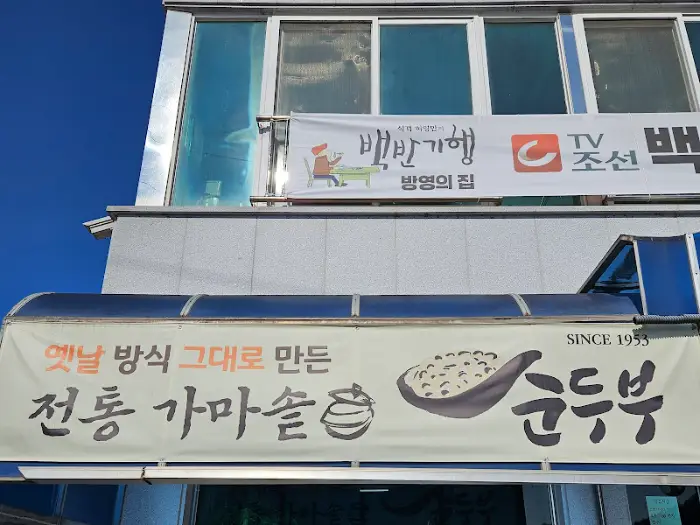 식객 허영만의
백반기행
방영의 집
TV
조선
백
SINCE 1953
옛날 방식 그대로 만든
전통 가마솥
순두부